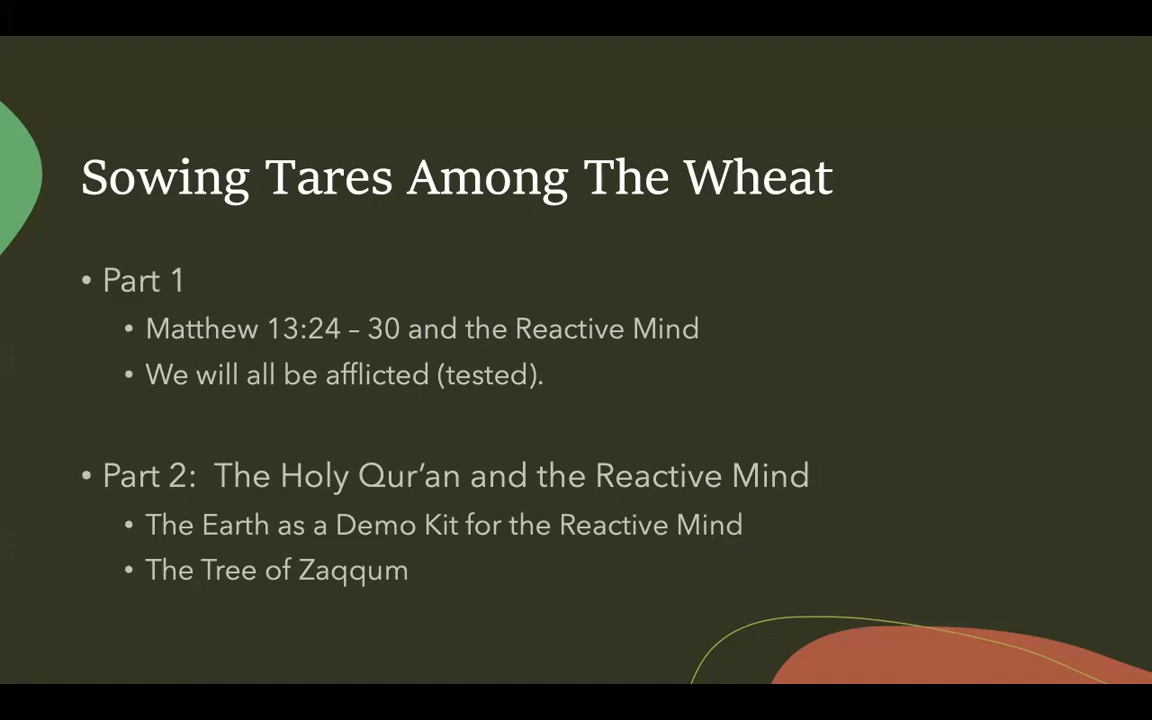 Sowing Tares Among The Wheat
• Part 1
• Matthew 13:24 – 30 and the Reactive Mind
• We will all be afflicted (tested).
• Part 2:  The Holy Qur’an and the Reactive Mind
• The Earth as a Demo Kit for the Reactive Mind
• The Tree of Zaqqum